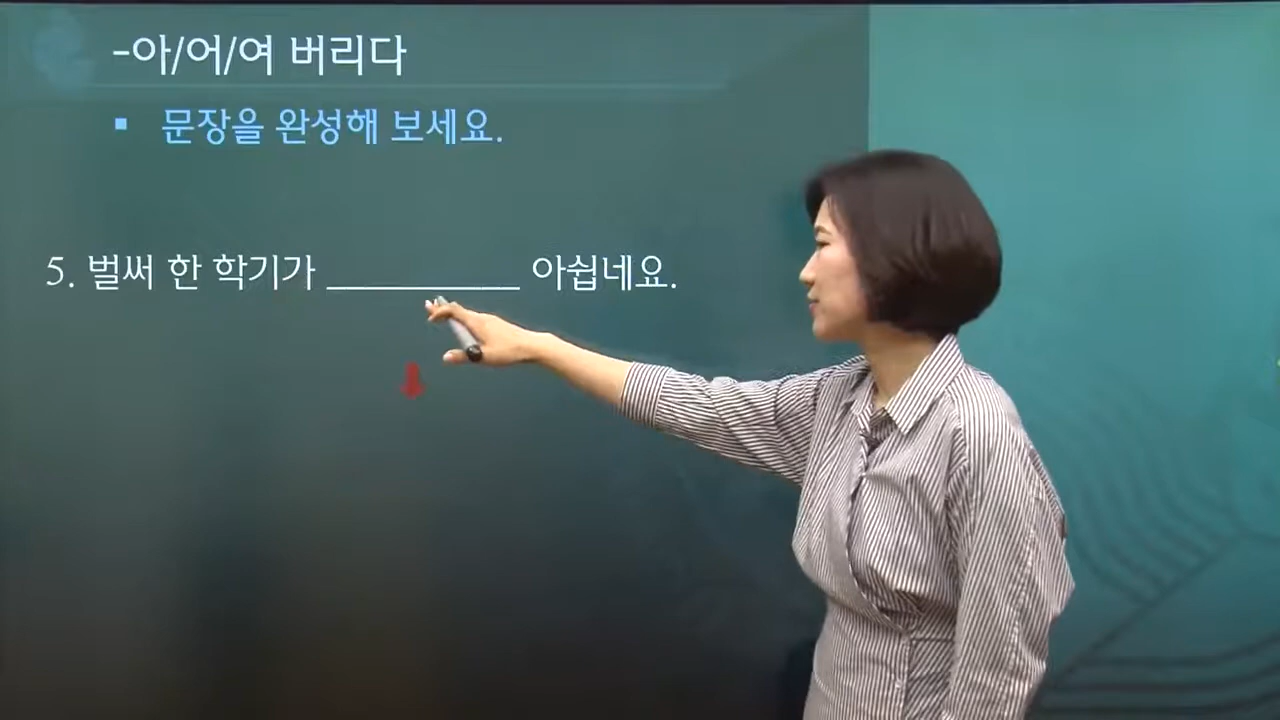 -아/어/여 버리다
▪ 문장을 완성해 보세요.
5. 벌써 한 학기가 __________ 아쉽네요.